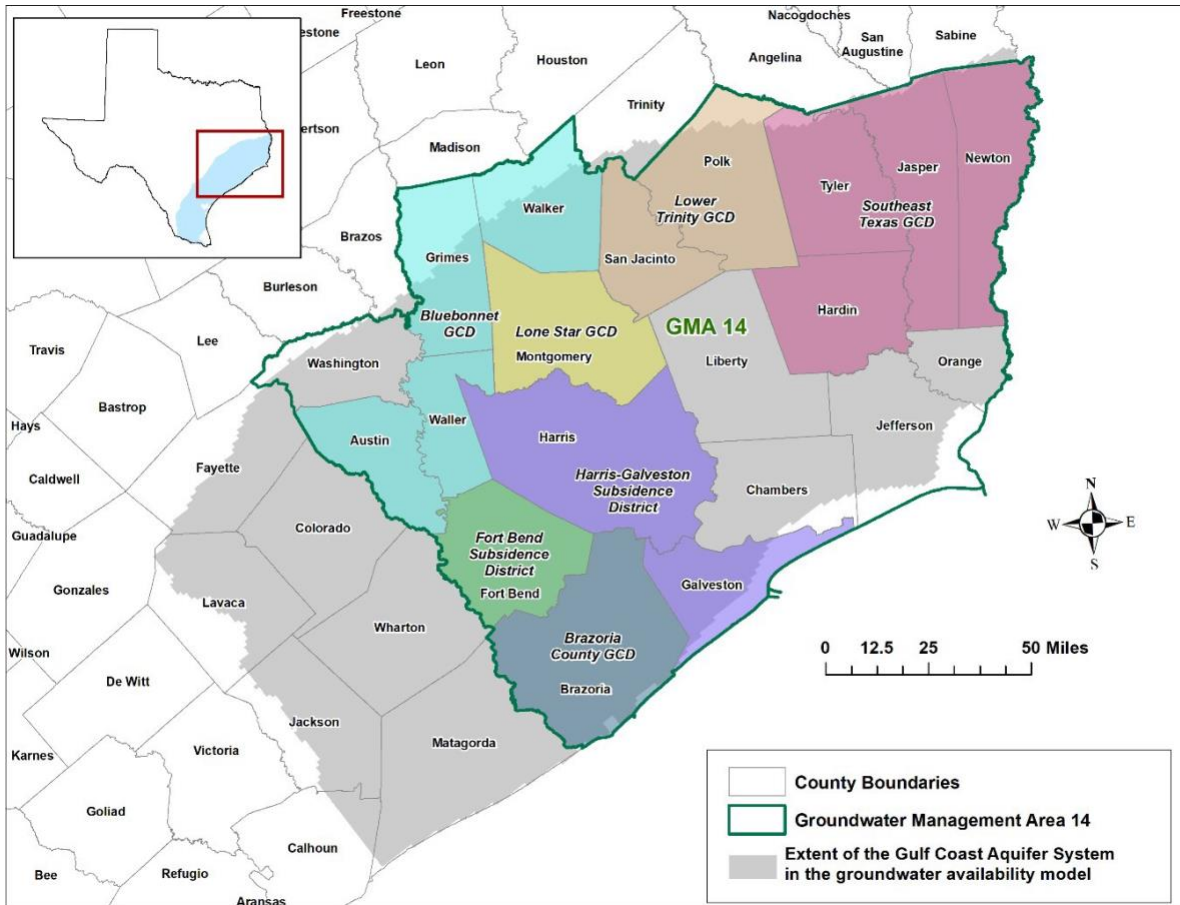 Freestone
estone
Leon
Houston
Nacogdoches
San
Augustine
Sabine
Angelina
Trinity
ertson
Madison
Polk
Jasper
Newton
Tyler
Walker
Lower
Trinity GCD
Southeast
Texas GCD
Brazos
Grimes
San Jacinto
Burleson
Hardin
Bluebonnet
GCD
Lone Star GCD
Montgomery
GMA 14
Liberty
Orange
Lee
Washington
Travis
Bastrop
Hays
Waller
Austin
Harris
Jefferson
Fayette
Caldwell
Harris-Galveston
Subsidence
District
Chambers
N
W
E
S
Colorado
Guadalupe
Fort Bend
Subsidence
District
Fort Bend
Galveston
Gonzales
Lavaca
Wharton
Brazoria
County GCD
Brazoria
Wilson
De Witt
0 12.5 25 50 Miles
Jackson
Matagorda
Karnes
Victoria
Goliad
Calhoun
Bee
Refugio
Aransas
County Boundaries
Groundwater Management Area 14
Extent of the Gulf Coast Aquifer System
in the groundwater availability model